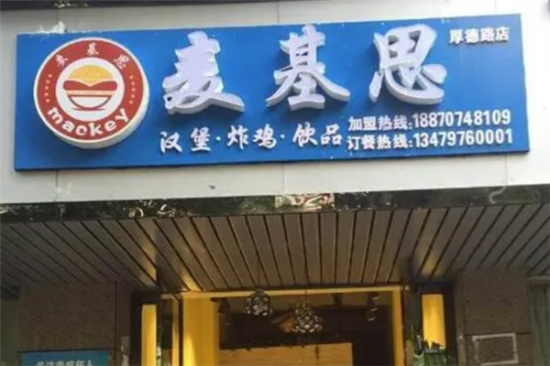 麦基思
mackey
麦基思
厚德路店
汉堡·炸鸡·饮品
加盟热线:18870748109
订餐热线:13479760001